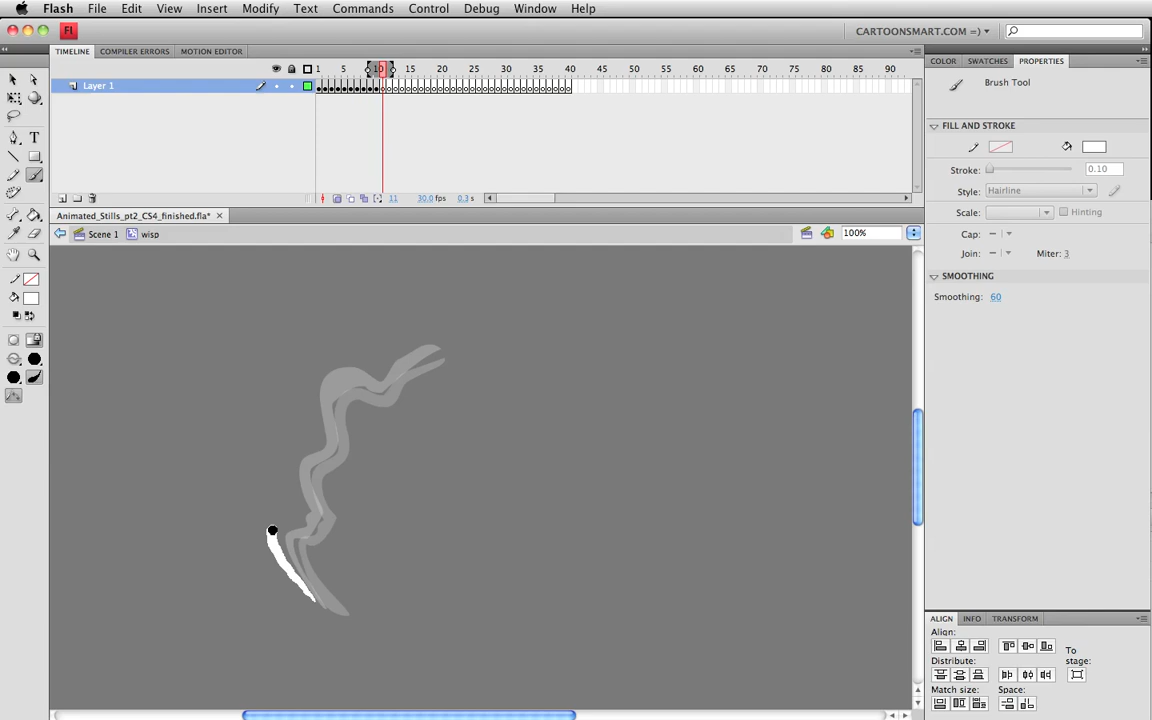 Flash File Edit View Insert Modify Text Commands Control Debug Window Help
Fl CARTOONSMART.COM =)
TIMELINE COMPILER ERRORS MOTION EDITOR
1 5 10 15 20 25 30 35 40 45 50 55 60 65 70 75 80 85 90
Layer 1
11 30.0 fps 0.3 s
Animated_Stills_pt2_CS4_finished.fla*
Scene 1 wisp 100%
COLOR SWATCHES PROPERTIES
Brush Tool
FILL AND STROKE
Stroke: 0.10
Style: Hairline
Scale: Hinting
Cap:
Join: Miter: 3
SMOOTHING
Smoothing: 60
ALIGN INFO TRANSFORM
Align:
To
stage:
Distribute:
Match size: Space: